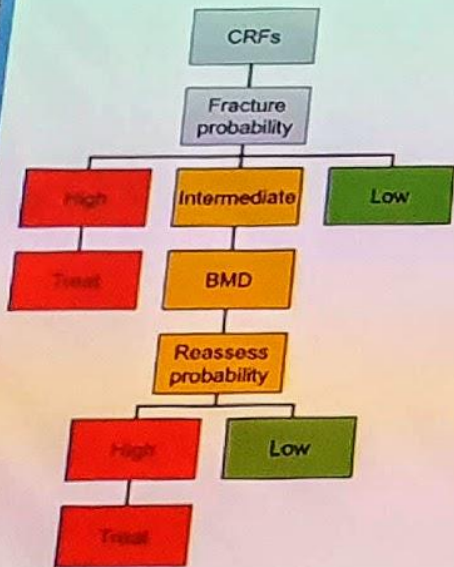 CRFs
Fracture
probability
High
Intermediate
Low
Treat
BMD
Reassess
probability
High
Low
Treat